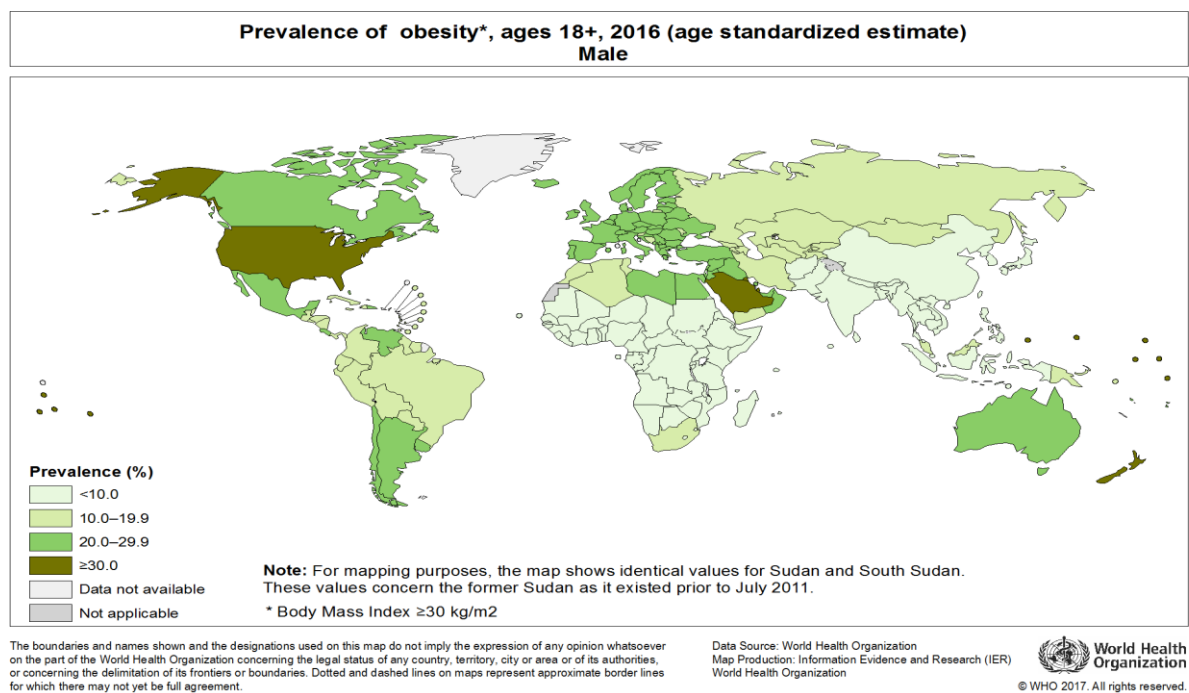 Prevalence of obesity*, ages 18+, 2016 (age standardized estimate)
Male
Prevalence (%)
<10.0
10.0–19.9
20.0–29.9
≥30.0
Data not available
Not applicable
Note: For mapping purposes, the map shows identical values for Sudan and South Sudan.
These values concern the former Sudan as it existed prior to July 2011.
* Body Mass Index ≥30 kg/m2
The boundaries and names shown and the designations used on this map do not imply the expression of any opinion whatsoever
on the part of the World Health Organization concerning the legal status of any country, territory, city or area or of its authorities,
or concerning the delimitation of its frontiers or boundaries. Dotted and dashed lines on maps represent approximate border lines
for which there may not yet be full agreement.
Data Source: World Health Organization
Map Production: Information Evidence and Research (IER)
World Health Organization
World Health
Organization
© WHO 2017. All rights reserved.